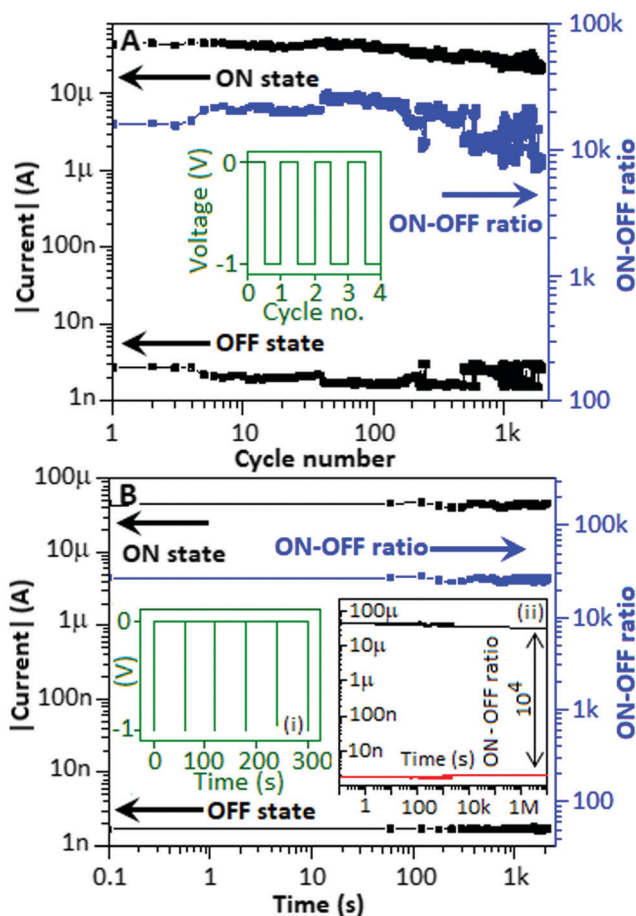 A
100k
ON state
10μ
10k
1μ
0
Voltage (V)
-1
0 1 2 3 4
Cycle no.
ON-OFF ratio
|Current| (A)
ON-OFF ratio
100n
1k
10n
OFF state
1n
100
1 10 100 1k
Cycle number
100μ
B
100k
ON state
ON-OFF ratio
10μ
10k
1μ
|Current| (A)
ON-OFF ratio
0
(V)
-1
(i)
0 100 200 300
Time (s)
100μ
(ii)
10μ
1μ
100n
10n
ON - OFF ratio
10⁴
Time (s)
1 100 10k 1M
100n
1k
10n
OFF state
100
1n
0.1 1 10 100 1k
Time (s)